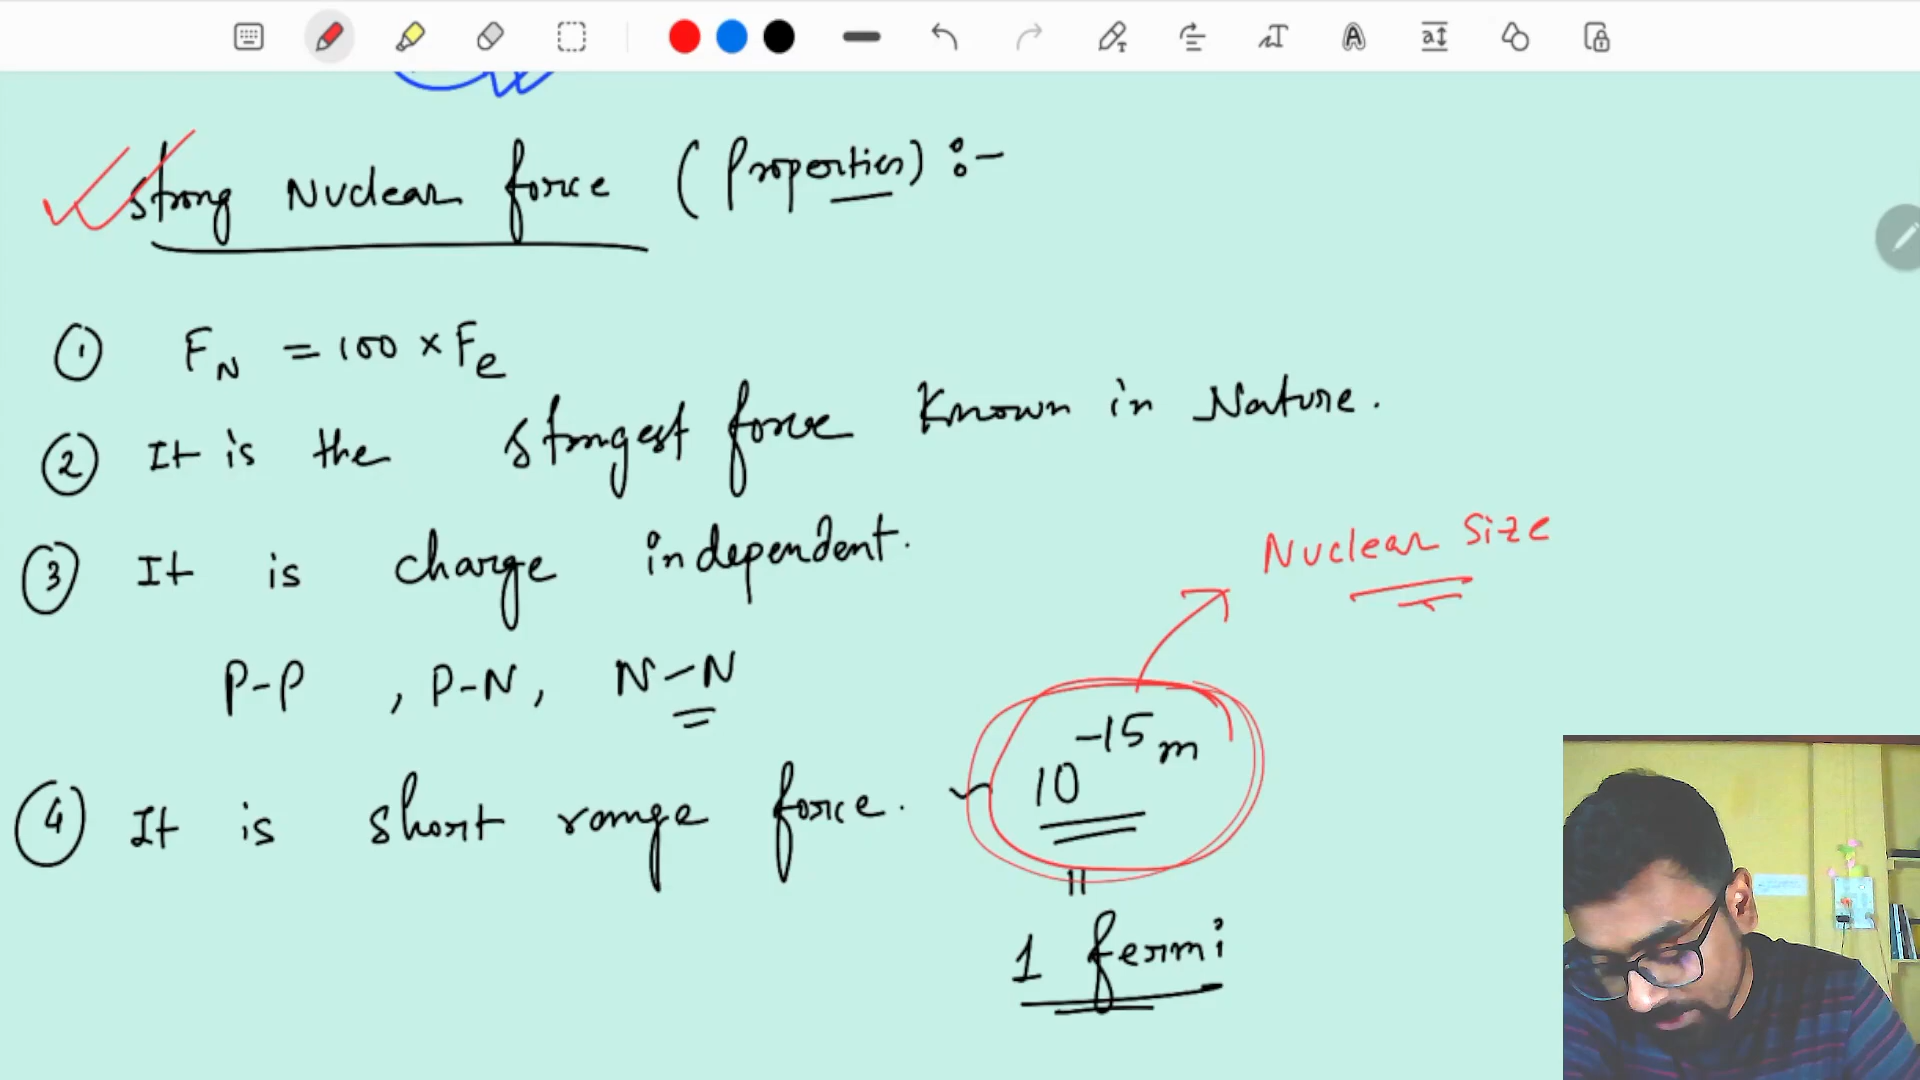 Strong Nuclear force (Properties) :-
① F_N = 100 × F_e
② It is the strongest force known in Nature.
③ It is charge independent.
Nuclear Size
P-P , P-N, N-N
④ It is short range force. ~ 10^-15 m
=
1 fermi